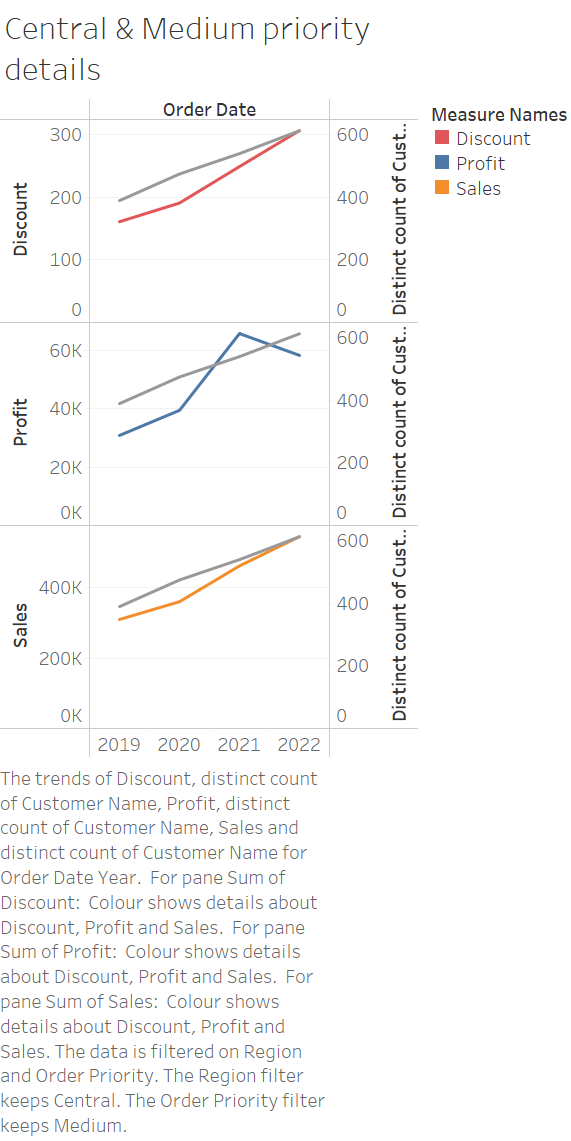 Central & Medium priority
details
Order Date
Measure Names
Discount
Profit
Sales
Discount
300
200
100
0
600
400
200
0
Distinct count of Cust..
Profit
60K
40K
20K
0K
600
400
200
0
Distinct count of Cust..
Sales
400K
200K
0K
600
400
200
0
Distinct count of Cust..
2019 2020 2021 2022
The trends of Discount, distinct count
of Customer Name, Profit, distinct
count of Customer Name, Sales and
distinct count of Customer Name for
Order Date Year.  For pane Sum of
Discount:  Colour shows details about
Discount, Profit and Sales.  For pane
Sum of Profit:  Colour shows details
about Discount, Profit and Sales.  For
pane Sum of Sales:  Colour shows
details about Discount, Profit and
Sales. The data is filtered on Region
and Order Priority. The Region filter
keeps Central. The Order Priority filter
keeps Medium.